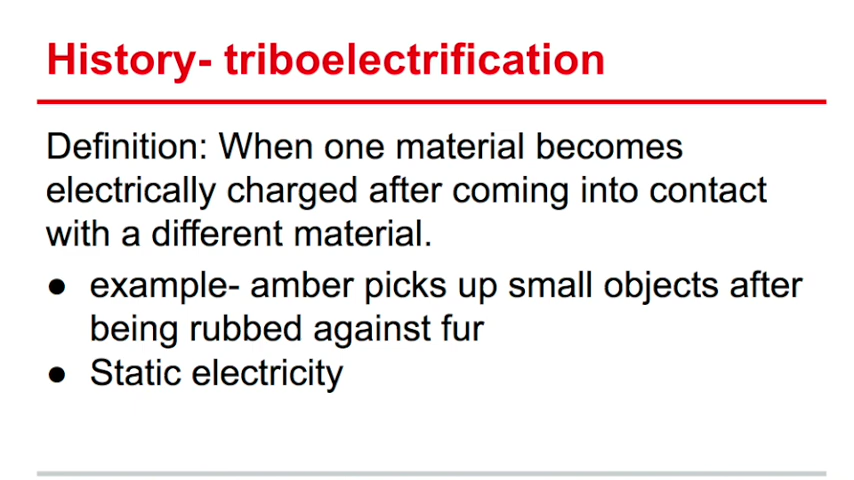 History- triboelectrification
Definition: When one material becomes
electrically charged after coming into contact
with a different material.
● example- amber picks up small objects after
being rubbed against fur
● Static electricity